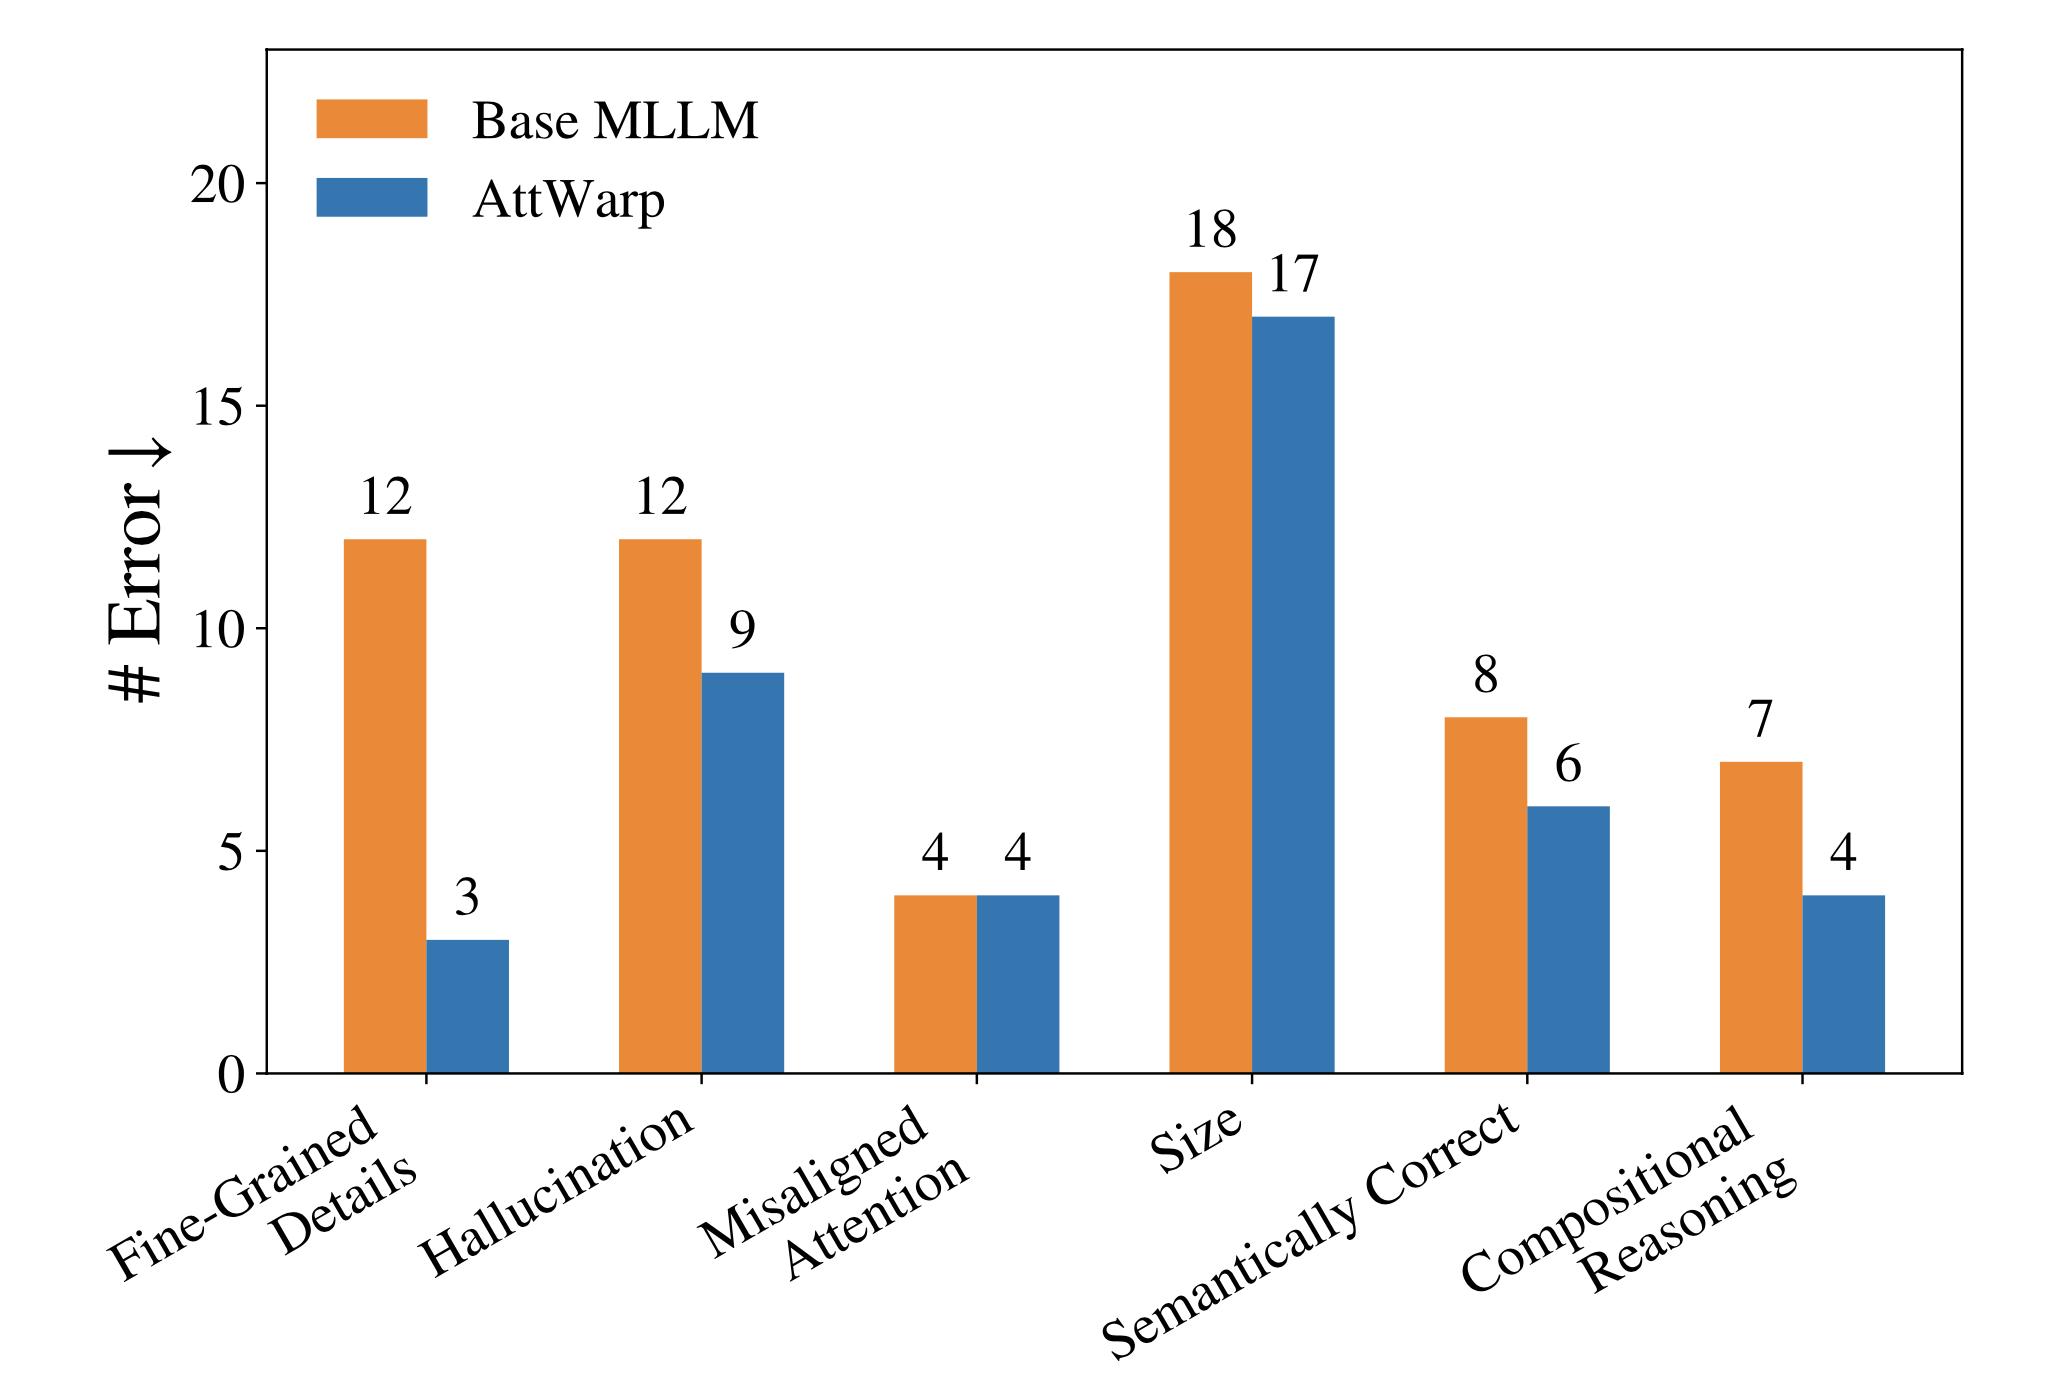 Base MLLM
AttWarp
# Error ↓
20
15
10
5
0
12
3
12
9
4
4
18
17
8
6
7
4
Fine-Grained
Details
Hallucination
Misaligned
Attention
Size
Semantically Correct
Compositional
Reasoning